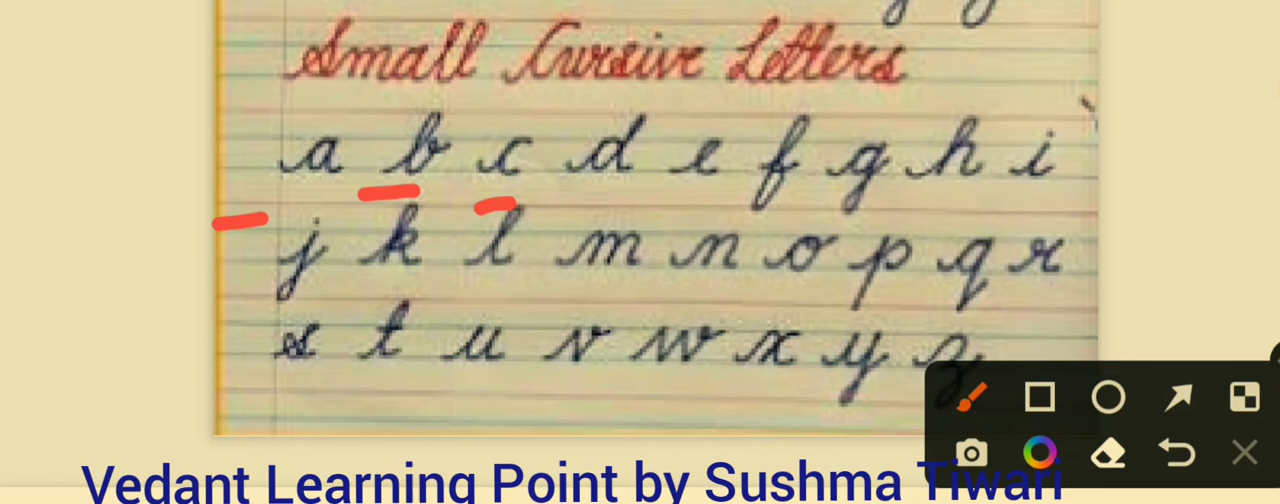 Small Cursive Letters
a b c d e f g h i
j k l m n o p q r
s t u v w x y z
Vedant Learning Point by Sushma Tiwari